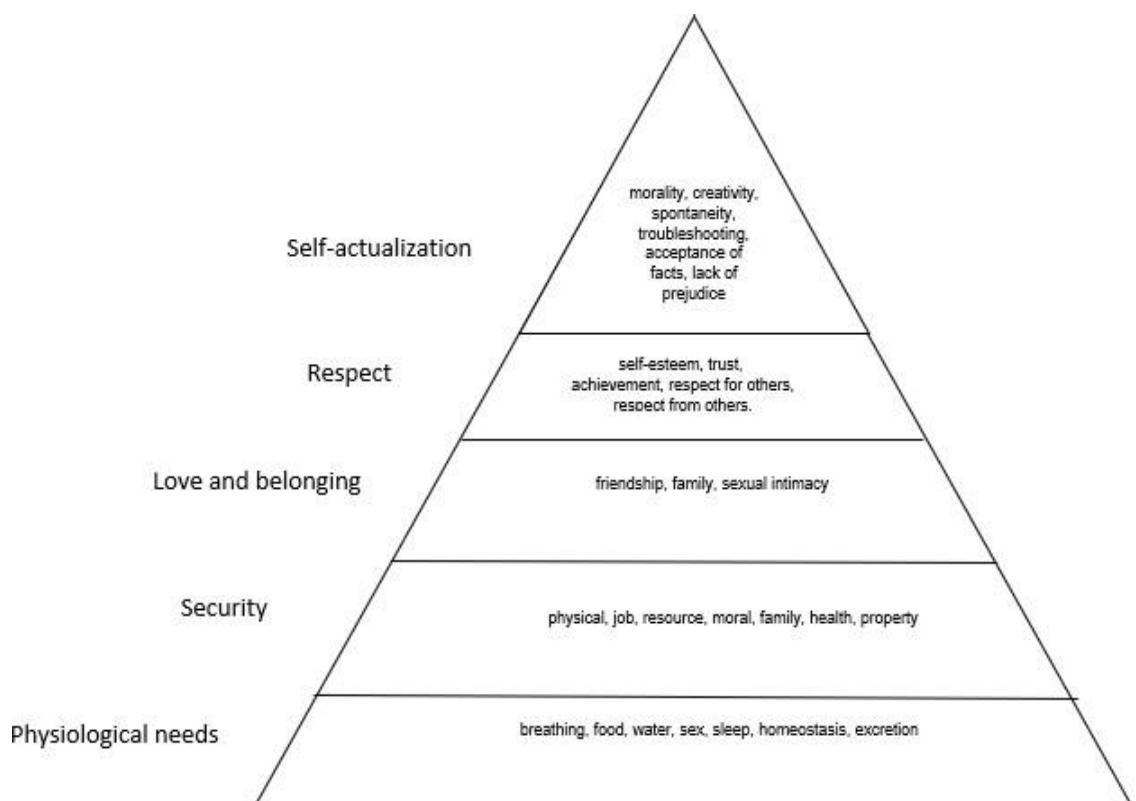 morality, creativity,
spontaneity,
troubleshooting,
acceptance of
facts, lack of
prejudice
Self-actualization
self-esteem, trust,
achievement, respect for others,
respect from others.
Respect
friendship, family, sexual intimacy
Love and belonging
physical, job, resource, moral, family, health, property
Security
breathing, food, water, sex, sleep, homeostasis, excretion
Physiological needs